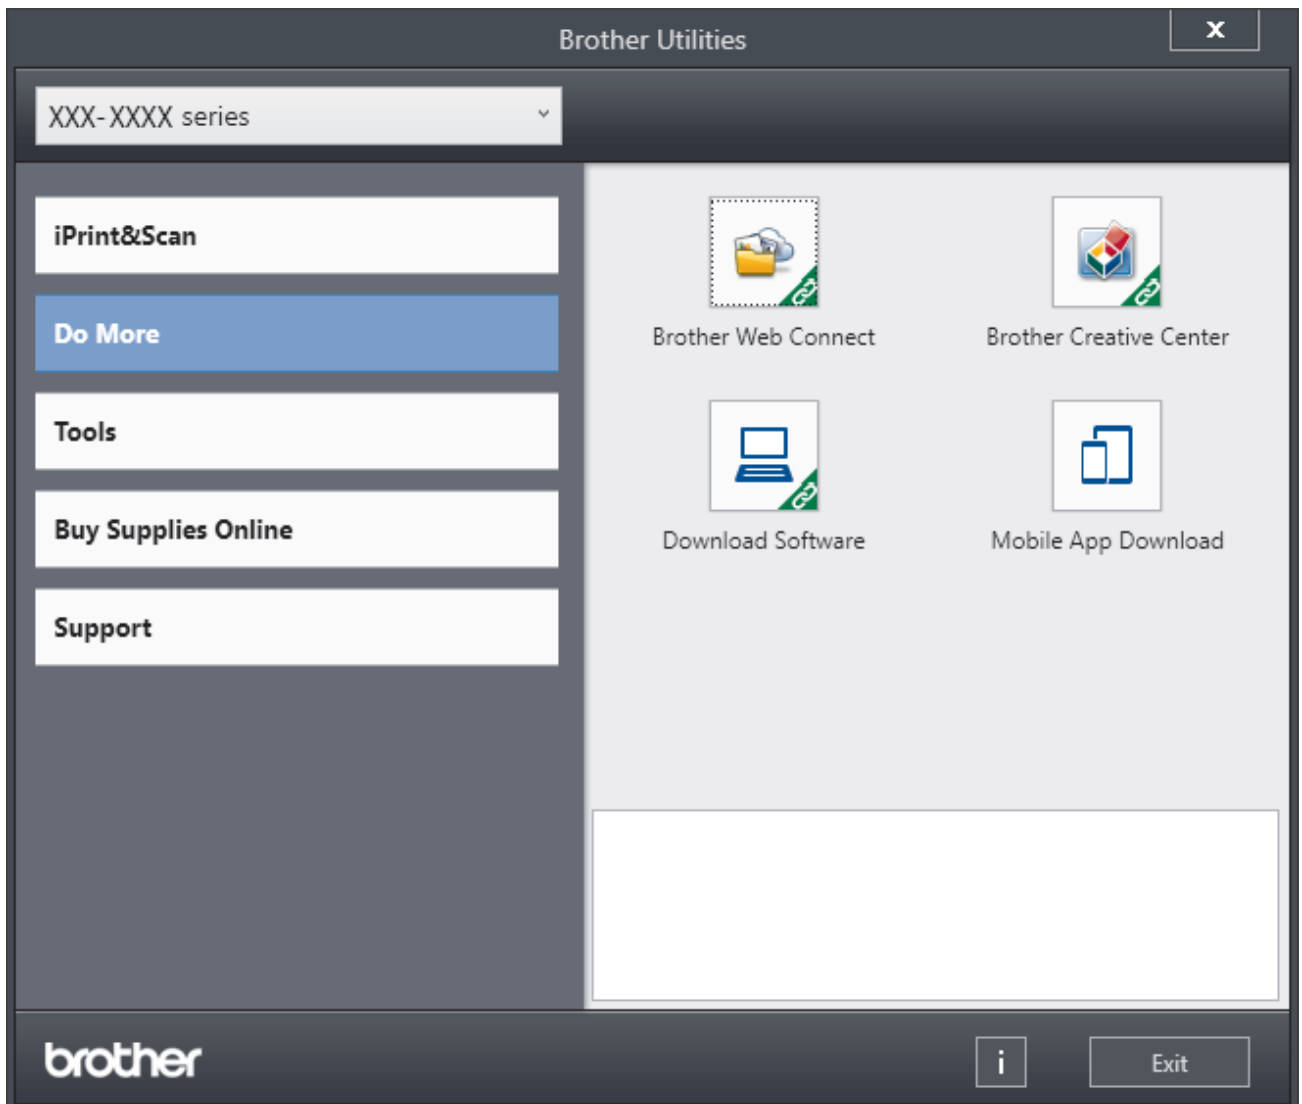 Brother Utilities
X
XXX-XXXX series
iPrint&Scan
Do More
Tools
Buy Supplies Online
Support
Brother Web Connect
Brother Creative Center
Download Software
Mobile App Download
brother
i
Exit